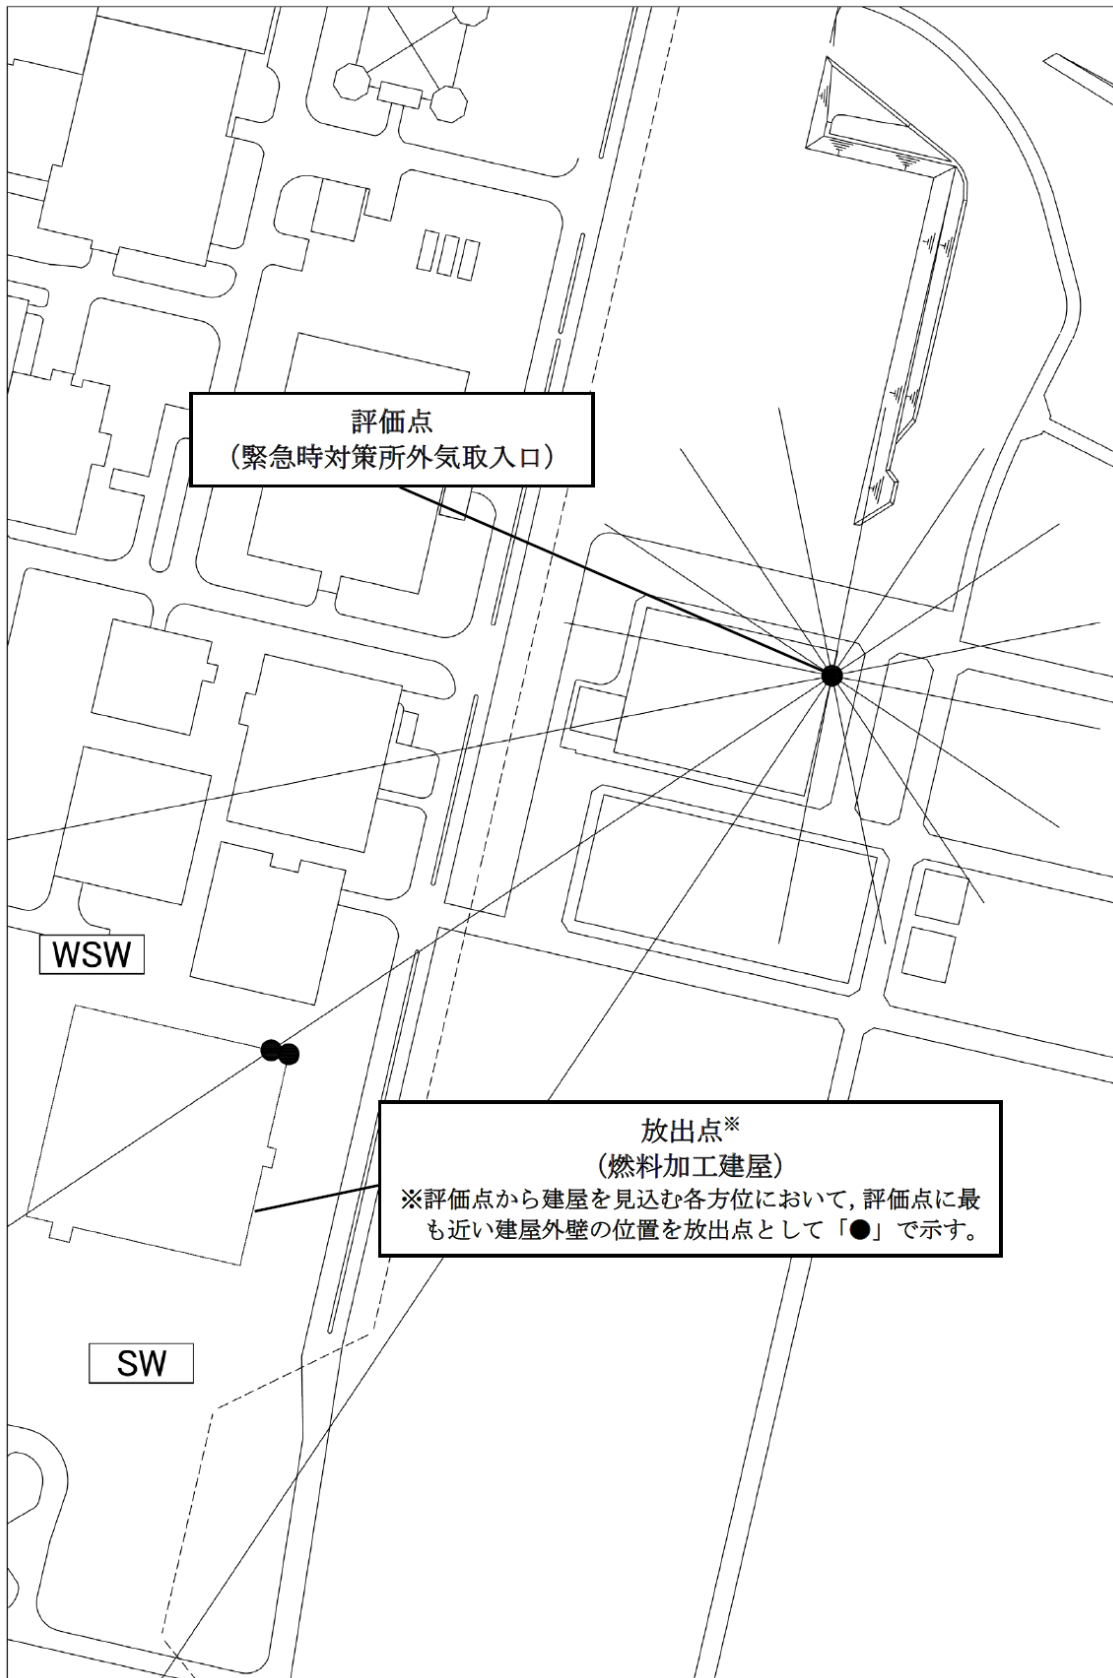 評価点
（緊急時対策所外気取入口）
WSW
放出点※
（燃料加工建屋）
※評価点から建屋を見込む各方位において，評価点に最
も近い建屋外壁の位置を放出点として「●」で示す。
SW